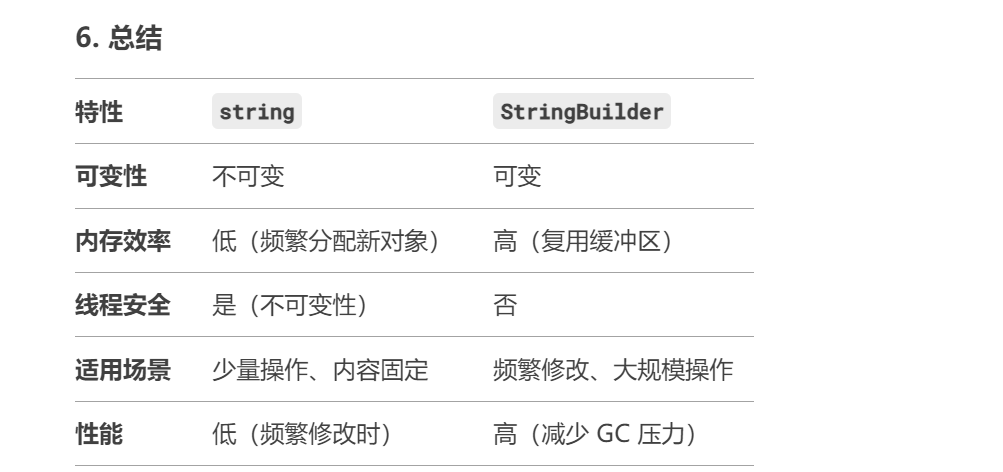 6. 总结
特性 string StringBuilder
可变性 不可变 可变
内存效率 低（频繁分配新对象） 高（复用缓冲区）
线程安全 是（不可变性） 否
适用场景 少量操作、内容固定 频繁修改、大规模操作
性能 低（频繁修改时） 高（减少 GC 压力）